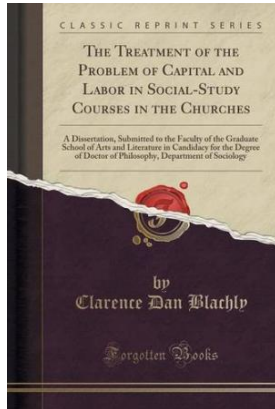 CLASSIC REPRINT SERIES
THE TREATMENT OF THE
PROBLEM OF CAPITAL AND
LABOR IN SOCIAL-STUDY
COURSES IN THE CHURCHES
A Dissertation, Submitted to the Faculty of the Graduate
School of Arts and Literature in Candidacy for the Degree
of Doctor of Philosophy, Department of Sociology
by
Clarence Dan Blachly
Forgotten Books